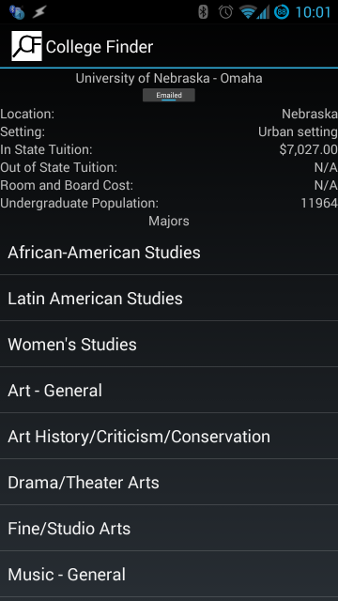 88 10:01
CF College Finder
University of Nebraska - Omaha
Emailed
Location: Nebraska
Setting: Urban setting
In State Tuition: $7,027.00
Out of State Tuition: N/A
Room and Board Cost: N/A
Undergraduate Population: 11964
Majors
African-American Studies
Latin American Studies
Women's Studies
Art - General
Art History/Criticism/Conservation
Drama/Theater Arts
Fine/Studio Arts
Music - General